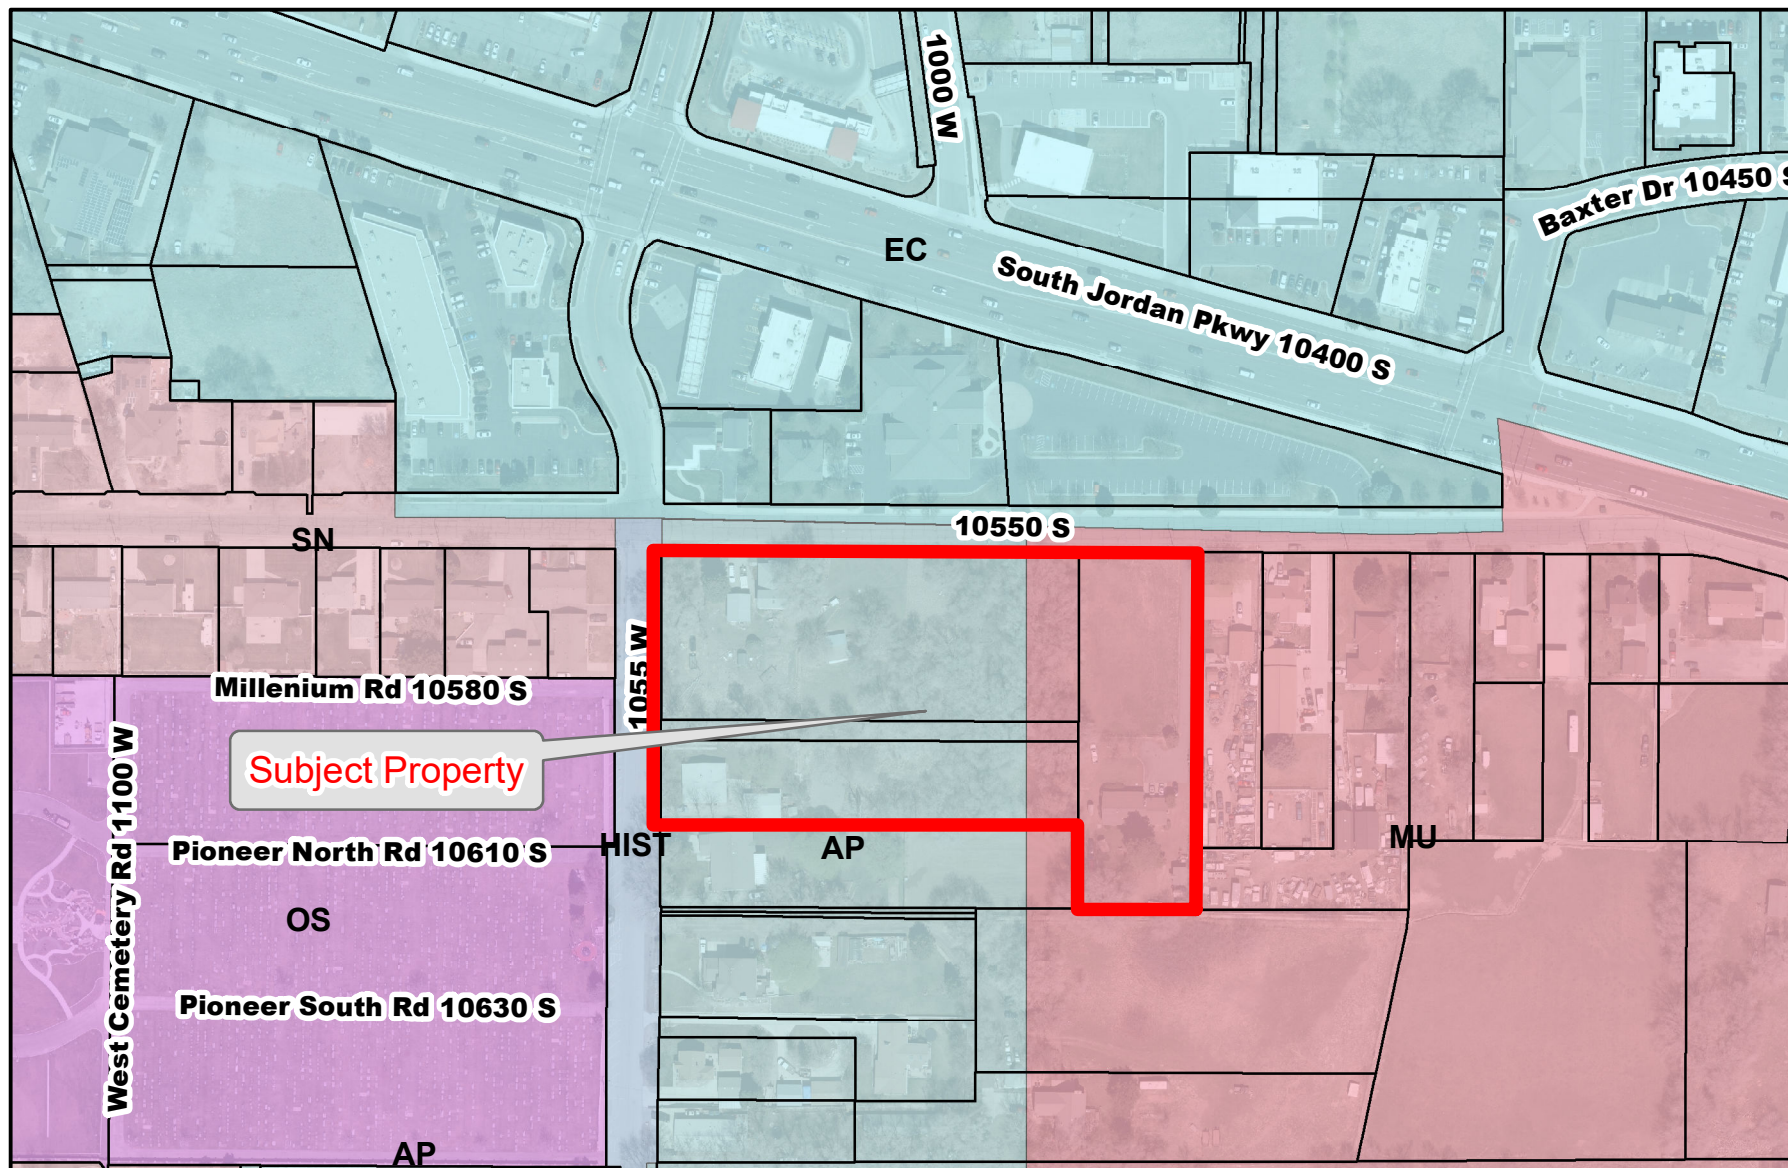 1000 W
Baxter Dr 10450 S
EC
South Jordan Pkwy 10400 S
10550 S
SN
1055 W
Millenium Rd 10580 S
Subject Property
West Cemetery Rd 1100 W
Pioneer North Rd 10610 S
HIST
AP
MU
OS
Pioneer South Rd 10630 S
AP